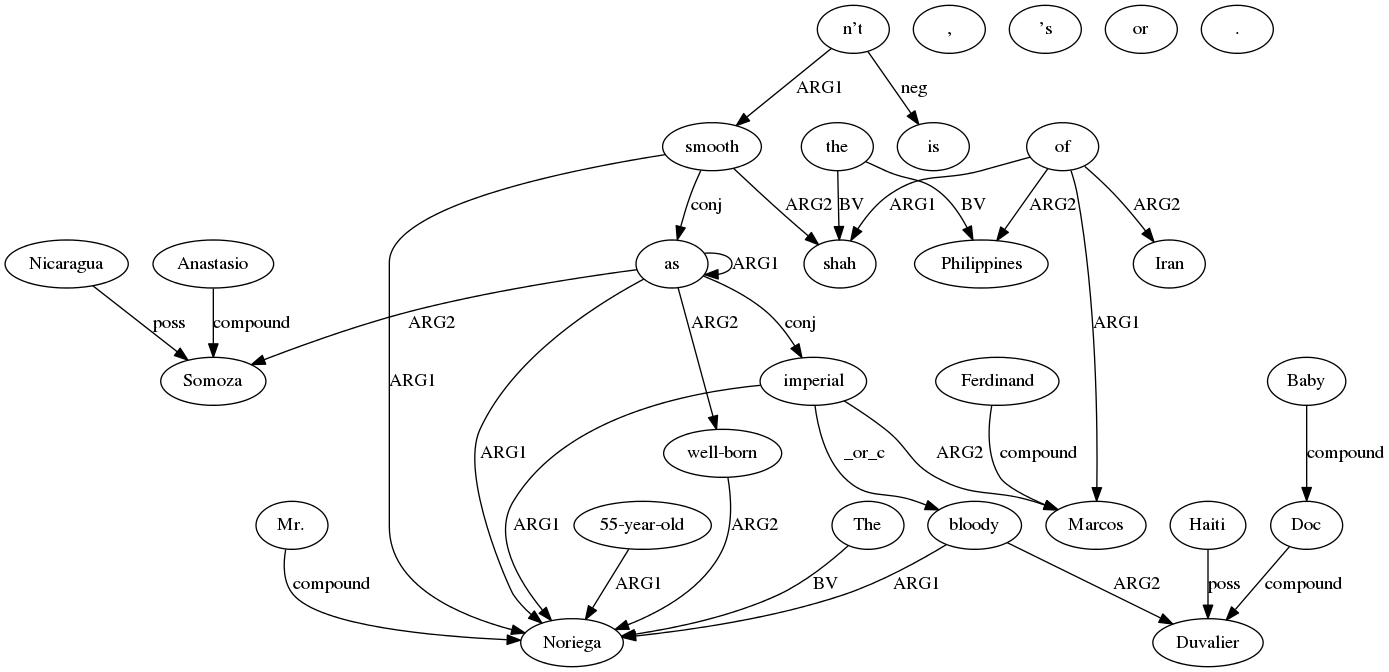 n't , 's or .
ARG1 neg
smooth the is of
conj ARG2 BV ARG1 BV ARG2 ARG2
Nicaragua Anastasio as ARG1 shah Philippines Iran
poss compound ARG2 ARG2 conj ARG1
Somoza ARG1 imperial Ferdinand Baby
ARG1 well-born _or_c ARG2 compound compound
Mr. ARG1 55-year-old ARG2 The bloody Marcos Haiti Doc
compound ARG1 BV ARG1 ARG2 poss compound
Noriega Duvalier